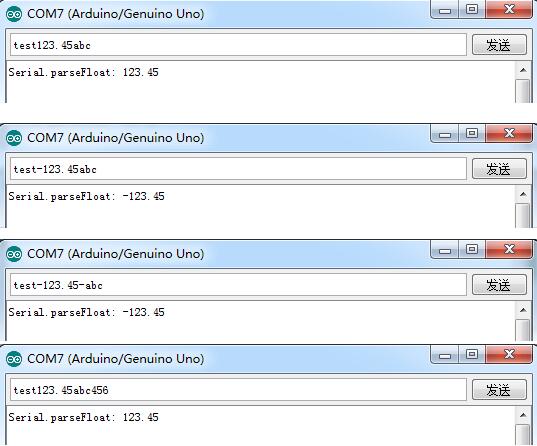 COM7 (Arduino/Genuino Uno)
test123.45abc 发送
Serial.parseFloat: 123.45
COM7 (Arduino/Genuino Uno)
test-123.45abc 发送
Serial.parseFloat: -123.45
COM7 (Arduino/Genuino Uno)
test-123.45-abc 发送
Serial.parseFloat: -123.45
COM7 (Arduino/Genuino Uno)
test123.45abc456 发送
Serial.parseFloat: 123.45